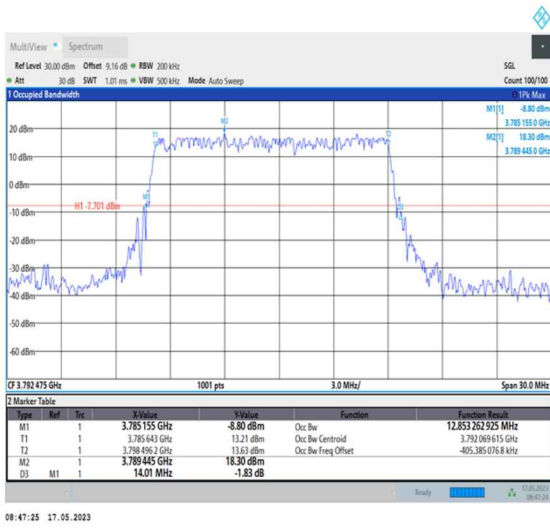 MultiView Spectrum
Ref Level 30.00 dBm Offset 9.16 dB RBW 200 kHz SGL
Att 30 dB SWT 1.01 ms VBW 500 kHz Mode Auto Sweep Count 100/100
1 Occupied Bandwidth 1Pk Max
M1[1] -8.80 dBm
3.785 155 0 GHz
M2[1] 18.30 dBm
3.789 445 0 GHz
M2
T1
T2
20 dBm
10 dBm
0 dBm
M1
H1 -7.701 dBm
D3
-10 dBm
-20 dBm
-30 dBm
-40 dBm
-50 dBm
-60 dBm
CF 3.792 475 GHz 1001 pts 3.0 MHz/ Span 30.0 MHz
2 Marker Table
Type Ref Trc X-Value Y-Value Function Function Result
M1 1 3.785 155 GHz -8.80 dBm Occ Bw 12.853 262 925 MHz
T1 1 3.785 643 GHz 13.21 dBm Occ Bw Centroid 3.792 069 615 GHz
T2 1 3.798 496 2 GHz 13.63 dBm Occ Bw Freq Offset -405.385 076 8 kHz
M2 1 3.789 445 GHz 18.30 dBm
D3 M1 1 14.01 MHz -1.83 dB
Ready 17.05.2023
08:47:24
08:47:25 17.05.2023